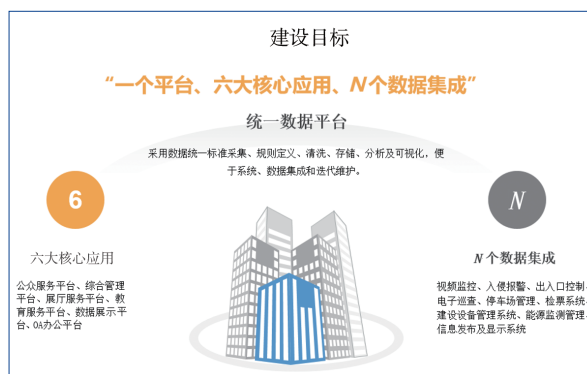 建设目标
“一个平台、六大核心应用、N个数据集成”
统一数据平台
采用数据统一标准采集、规则定义、清洗、存储、分析及可视化，便
于系统、数据集成和迭代维护。
6
六大核心应用
公众服务平台、综合管理
平台、展厅服务平台、教
育服务平台、数据展示平
台、OA办公平台
N
N个数据集成
视频监控、入侵报警、出入口控制、
电子巡查、停车场管理、检票系统、
建设设备管理系统、能源监测管理、
信息发布及显示系统